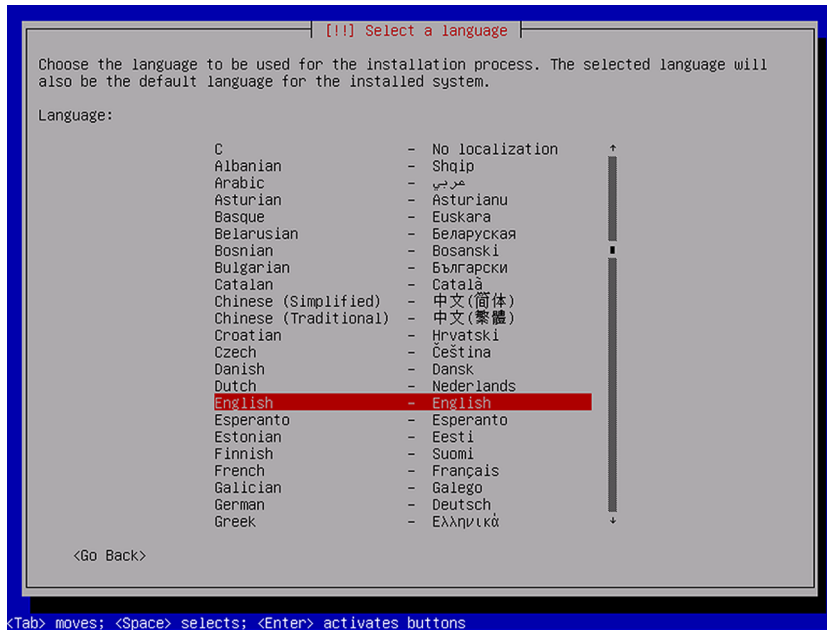 [!!] Select a language
Choose the language to be used for the installation process. The selected language will
also be the default language for the installed system.
Language:
C - No localization
Albanian - Shqip
Arabic - عربي
Asturian - Asturianu
Basque - Euskara
Belarusian - Беларуская
Bosnian - Bosanski
Bulgarian - Български
Catalan - Català
Chinese (Simplified) - 中文(简体)
Chinese (Traditional) - 中文(繁體)
Croatian - Hrvatski
Czech - Čeština
Danish - Dansk
Dutch - Nederlands
English - English
Esperanto - Esperanto
Estonian - Eesti
Finnish - Suomi
French - Français
Galician - Galego
German - Deutsch
Greek - Ελληνικά
<Go Back>
<Tab> moves; <Space> selects; <Enter> activates buttons